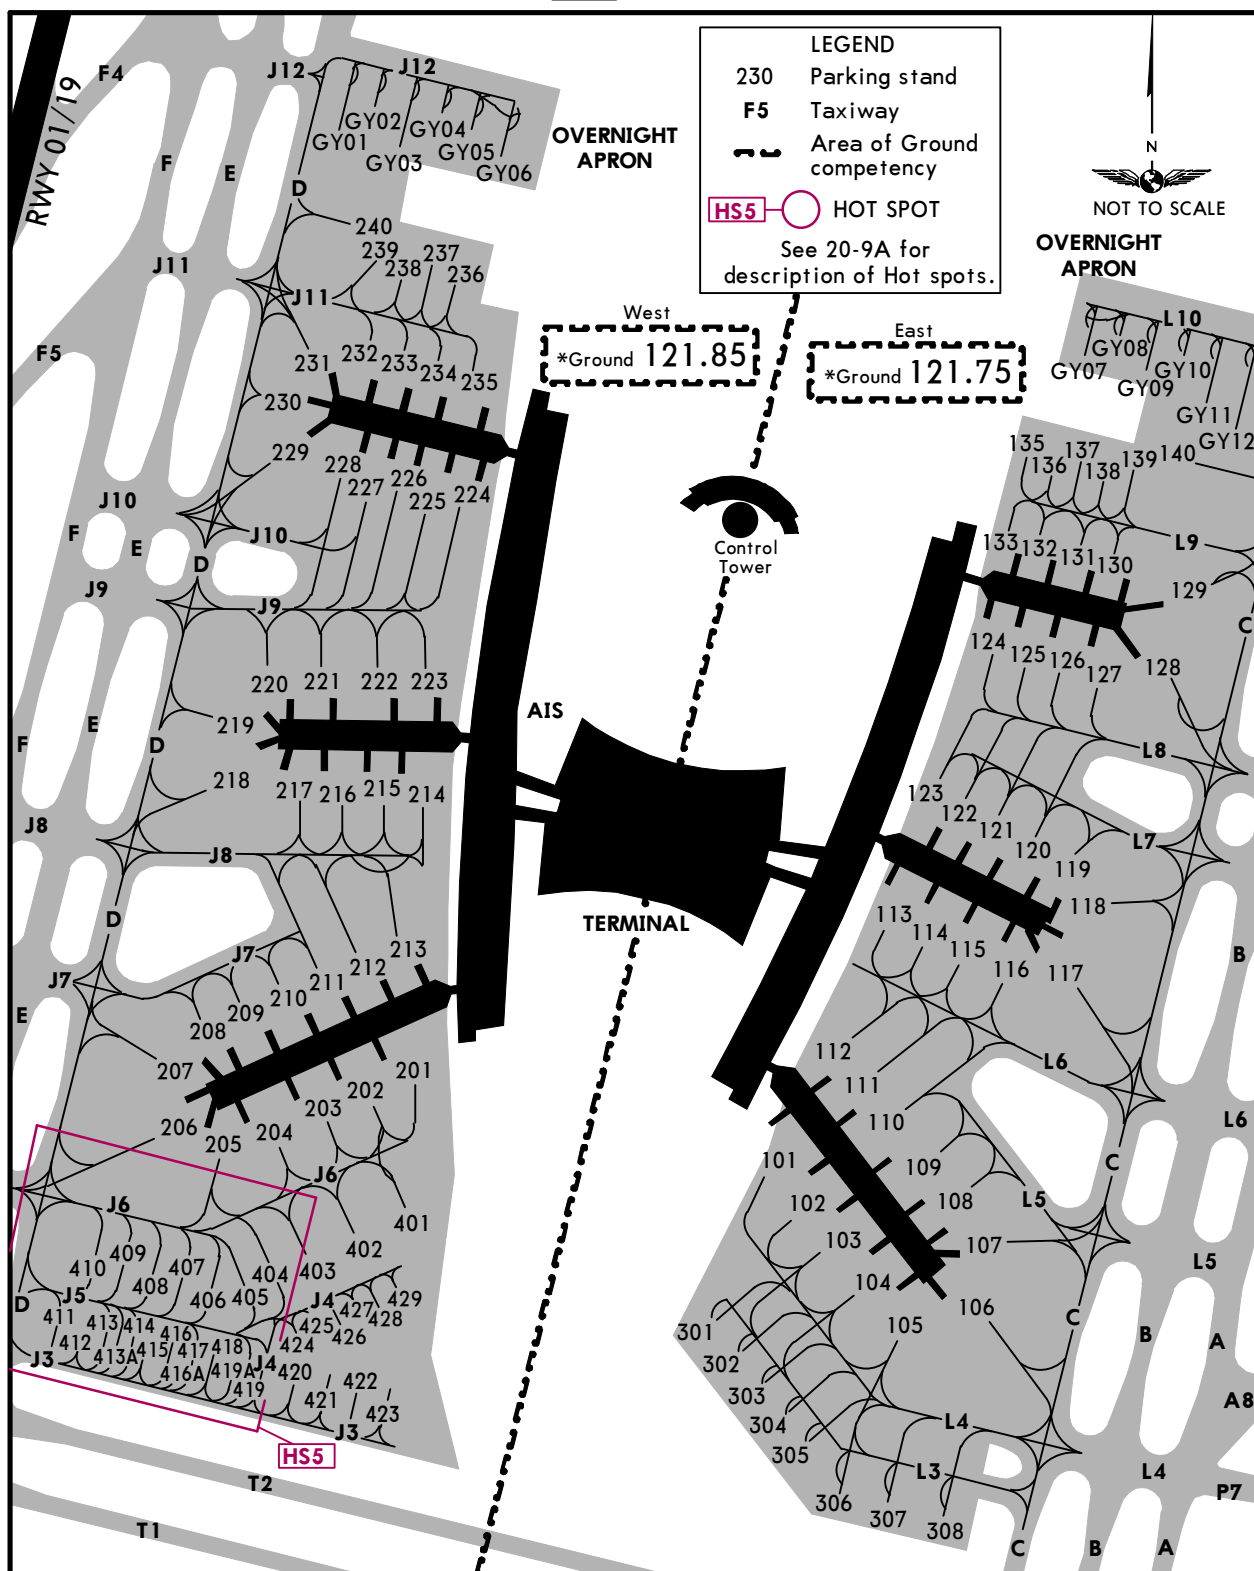 LEGEND
230 Parking stand
F5 Taxiway
Area of Ground
competency
HS5 HOT SPOT
See 20-9A for
description of Hot spots.
N
NOT TO SCALE
OVERNIGHT
APRON
OVERNIGHT
APRON
West
*Ground 121.85
East
*Ground 121.75
RWY 01/19
F4
J12
J12
GY01
GY02
GY03
GY04
GY05
GY06
F
E
D
240
239
238
237
236
J11
J11
F5
231
232
233
234
235
230
229
228
227
226
225
224
J10
J10
F
E
D
J9
J9
220
221
222
223
219
F
E
D
218
217
216
215
214
J8
J8
D
J7
J7
213
212
211
210
209
208
E
207
206
205
204
203
202
201
J6
J6
401
402
403
404
405
406
407
408
409
410
J5
D
411
412
413
413A
414
415
416
416A
417
418
419A
419
J4
J4
420
421
422
423
424
425
426
427
428
429
J3
J3
HS5
T2
T1
AIS
TERMINAL
Control
Tower
L10
GY07
GY08
GY09
GY10
GY11
GY12
135
136
137
138
139
140
L9
133
132
131
130
129
C
124
125
126
127
128
L8
123
122
121
120
119
118
L7
113
114
115
116
117
B
112
111
110
109
108
107
106
L6
L6
C
101
102
103
104
105
L5
L5
C
B
A
301
302
303
304
305
306
307
308
A8
L4
L4
L3
P7
C
B
A